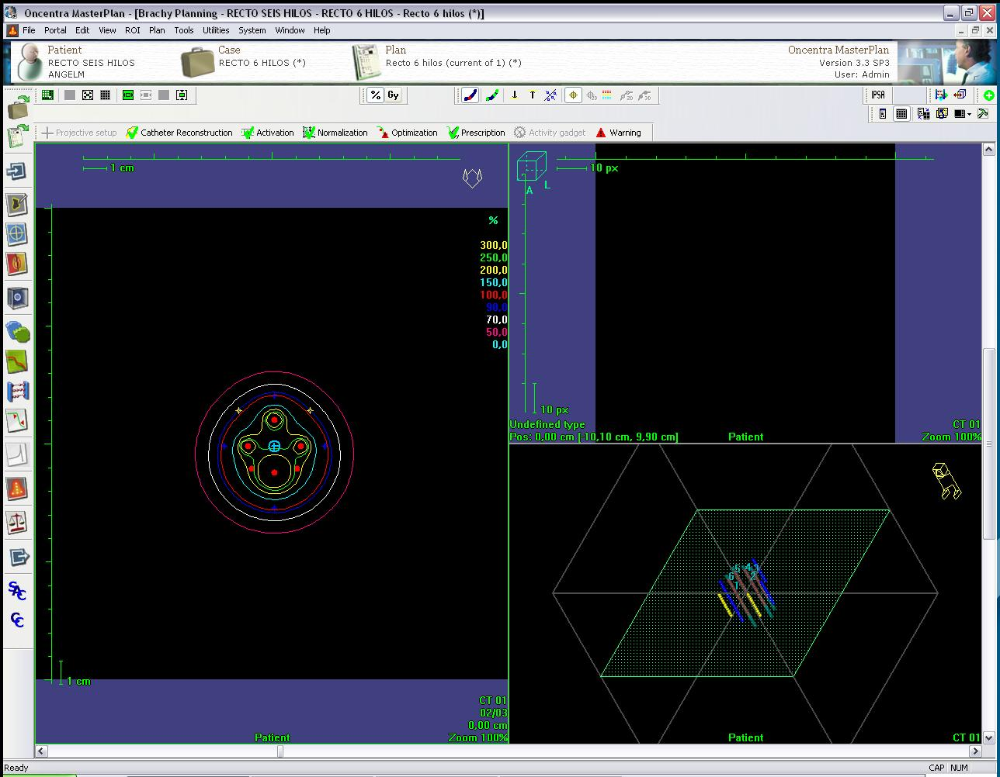 Oncentra MasterPlan - [Brachy Planning - RECTO SEIS HILOS - RECTO 6 HILOS - Recto 6 hilos (*)]
File Portal Edit View ROI Plan Tools Utilities System Window Help
Patient
RECTO SEIS HILOS
ANGELM
Case
RECTO 6 HILOS (*)
Plan
Recto 6 hilos (current of 1) (*)
Oncentra MasterPlan
Version 3.3 SP3
User: Admin
% Gy
IPSA
Projective setup Catheter Reconstruction Activation Normalization Optimization Prescription Activity gadget Warning
1 cm
%
300,0
250,0
200,0
150,0
100,0
90,0
70,0
50,0
0,0
1 cm
CT 01
02/03
0,00 cm
Patient
Zoom 100%
10 px
A L
10 px
Undefined type
CT 01
Pos: 0,00 cm [-10,10 cm, 9,90 cm]
Patient
Zoom 100%
5 4 3
6 2
1
Patient
CT 01
SAC
CC
Ready
CAP NUM